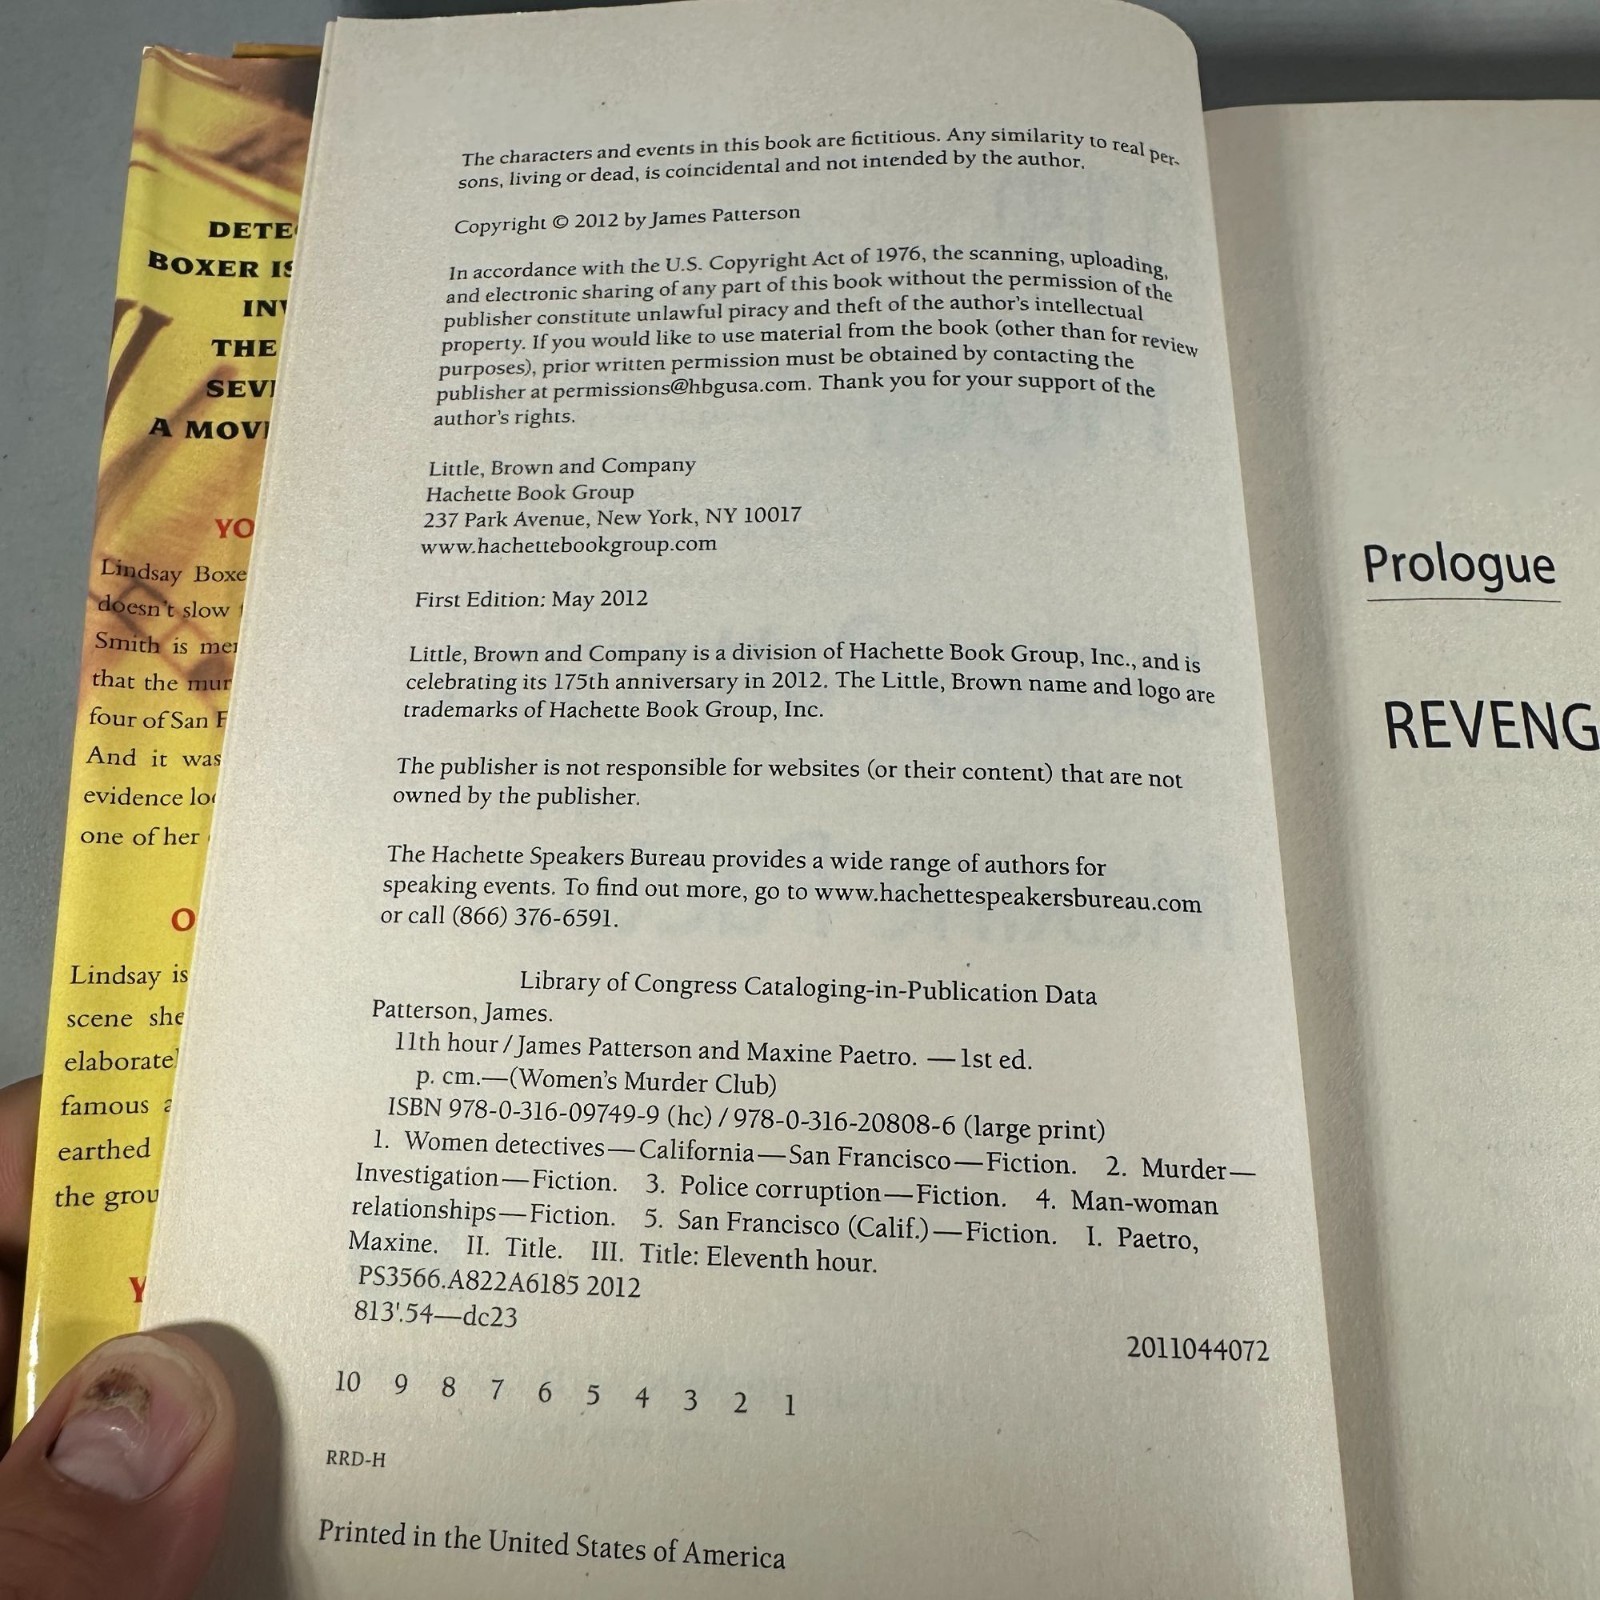 DETE
BOXER IS
INV
THE
SEVE
A MOVI
YO
Lindsay Boxe
doesn't slow
Smith is mer
that the mur
four of San F
And it was
evidence loc
one of her
O
Lindsay is
scene she
elaboratel
famous a
earthed
the grou
Y
The characters and events in this book are fictitious. Any similarity to real per-
sons, living or dead, is coincidental and not intended by the author.
Copyright © 2012 by James Patterson
In accordance with the U.S. Copyright Act of 1976, the scanning, uploading,
and electronic sharing of any part of this book without the permission of the
publisher constitute unlawful piracy and theft of the author's intellectual
property. If you would like to use material from the book (other than for review
purposes), prior written permission must be obtained by contacting the
publisher at permissions@hbgusa.com. Thank you for your support of the
author's rights.
Little, Brown and Company
Hachette Book Group
237 Park Avenue, New York, NY 10017
www.hachettebookgroup.com
First Edition: May 2012
Little, Brown and Company is a division of Hachette Book Group, Inc., and is
celebrating its 175th anniversary in 2012. The Little, Brown name and logo are
trademarks of Hachette Book Group, Inc.
The publisher is not responsible for websites (or their content) that are not
owned by the publisher.
The Hachette Speakers Bureau provides a wide range of authors for
speaking events. To find out more, go to www.hachettespeakersbureau.com
or call (866) 376-6591.
Library of Congress Cataloging-in-Publication Data
Patterson, James.
11th hour / James Patterson and Maxine Paetro. — 1st ed.
p. cm.—(Women's Murder Club)
ISBN 978-0-316-09749-9 (hc) / 978-0-316-20808-6 (large print)
1. Women detectives—California—San Francisco—Fiction. 2. Murder—
Investigation—Fiction. 3. Police corruption—Fiction. 4. Man-woman
relationships—Fiction. 5. San Francisco (Calif.)—Fiction. I. Paetro,
Maxine. II. Title. III. Title: Eleventh hour.
PS3566.A822A6185 2012
813'.54—dc23
2011044072
10 9 8 7 6 5 4 3 2 1
RRD-H
Printed in the United States of America
Prologue
REVENG